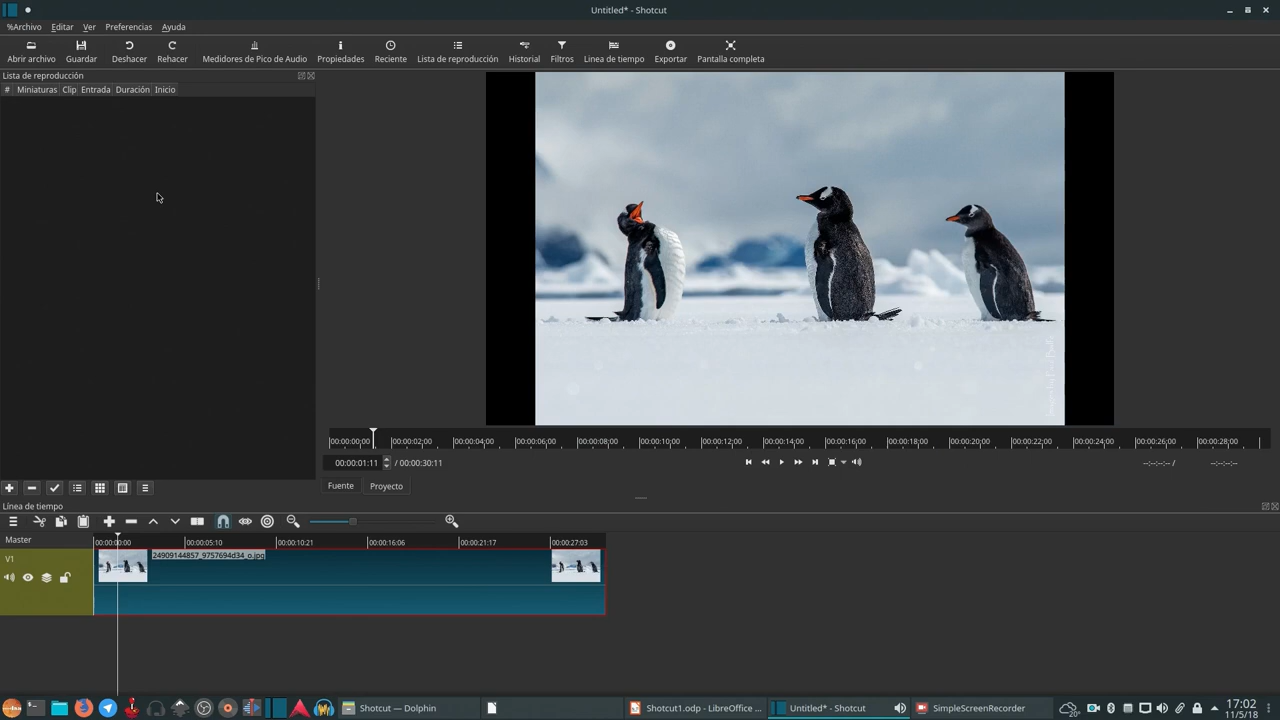 Untitled* - Shotcut
%Archivo Editar Ver Preferencias Ayuda
Abrir archivo Guardar Deshacer Rehacer Medidores de Pico de Audio Propiedades Reciente Lista de reproducción Historial Filtros Linea de tiempo Exportar Pantalla completa
Lista de reproducción
# Miniaturas Clip Entrada Duración Inicio
00:00:00;00 00:00:02;00 00:00:04;00 00:00:06;00 00:00:08;00 00:00:10;00 00:00:12;00 00:00:14;00 00:00:16;00 00:00:18;00 00:00:20;00 00:00:22;00 00:00:24;00 00:00:26;00 00:00:28;00
00:00:01:11 / 00:00:30:11 --:--:--:-- / --:--:--:--
Fuente Proyecto
Línea de tiempo
Master 00:00:00:00 00:00:05:10 00:00:10:21 00:00:16:06 00:00:21:17 00:00:27:03
V1 24909144857_9757694d34_o.jpg
Shotcut — Dolphin Shotcut1.odp - LibreOffice ... Untitled* - Shotcut SimpleScreenRecorder 20° 17:02
11/5/18